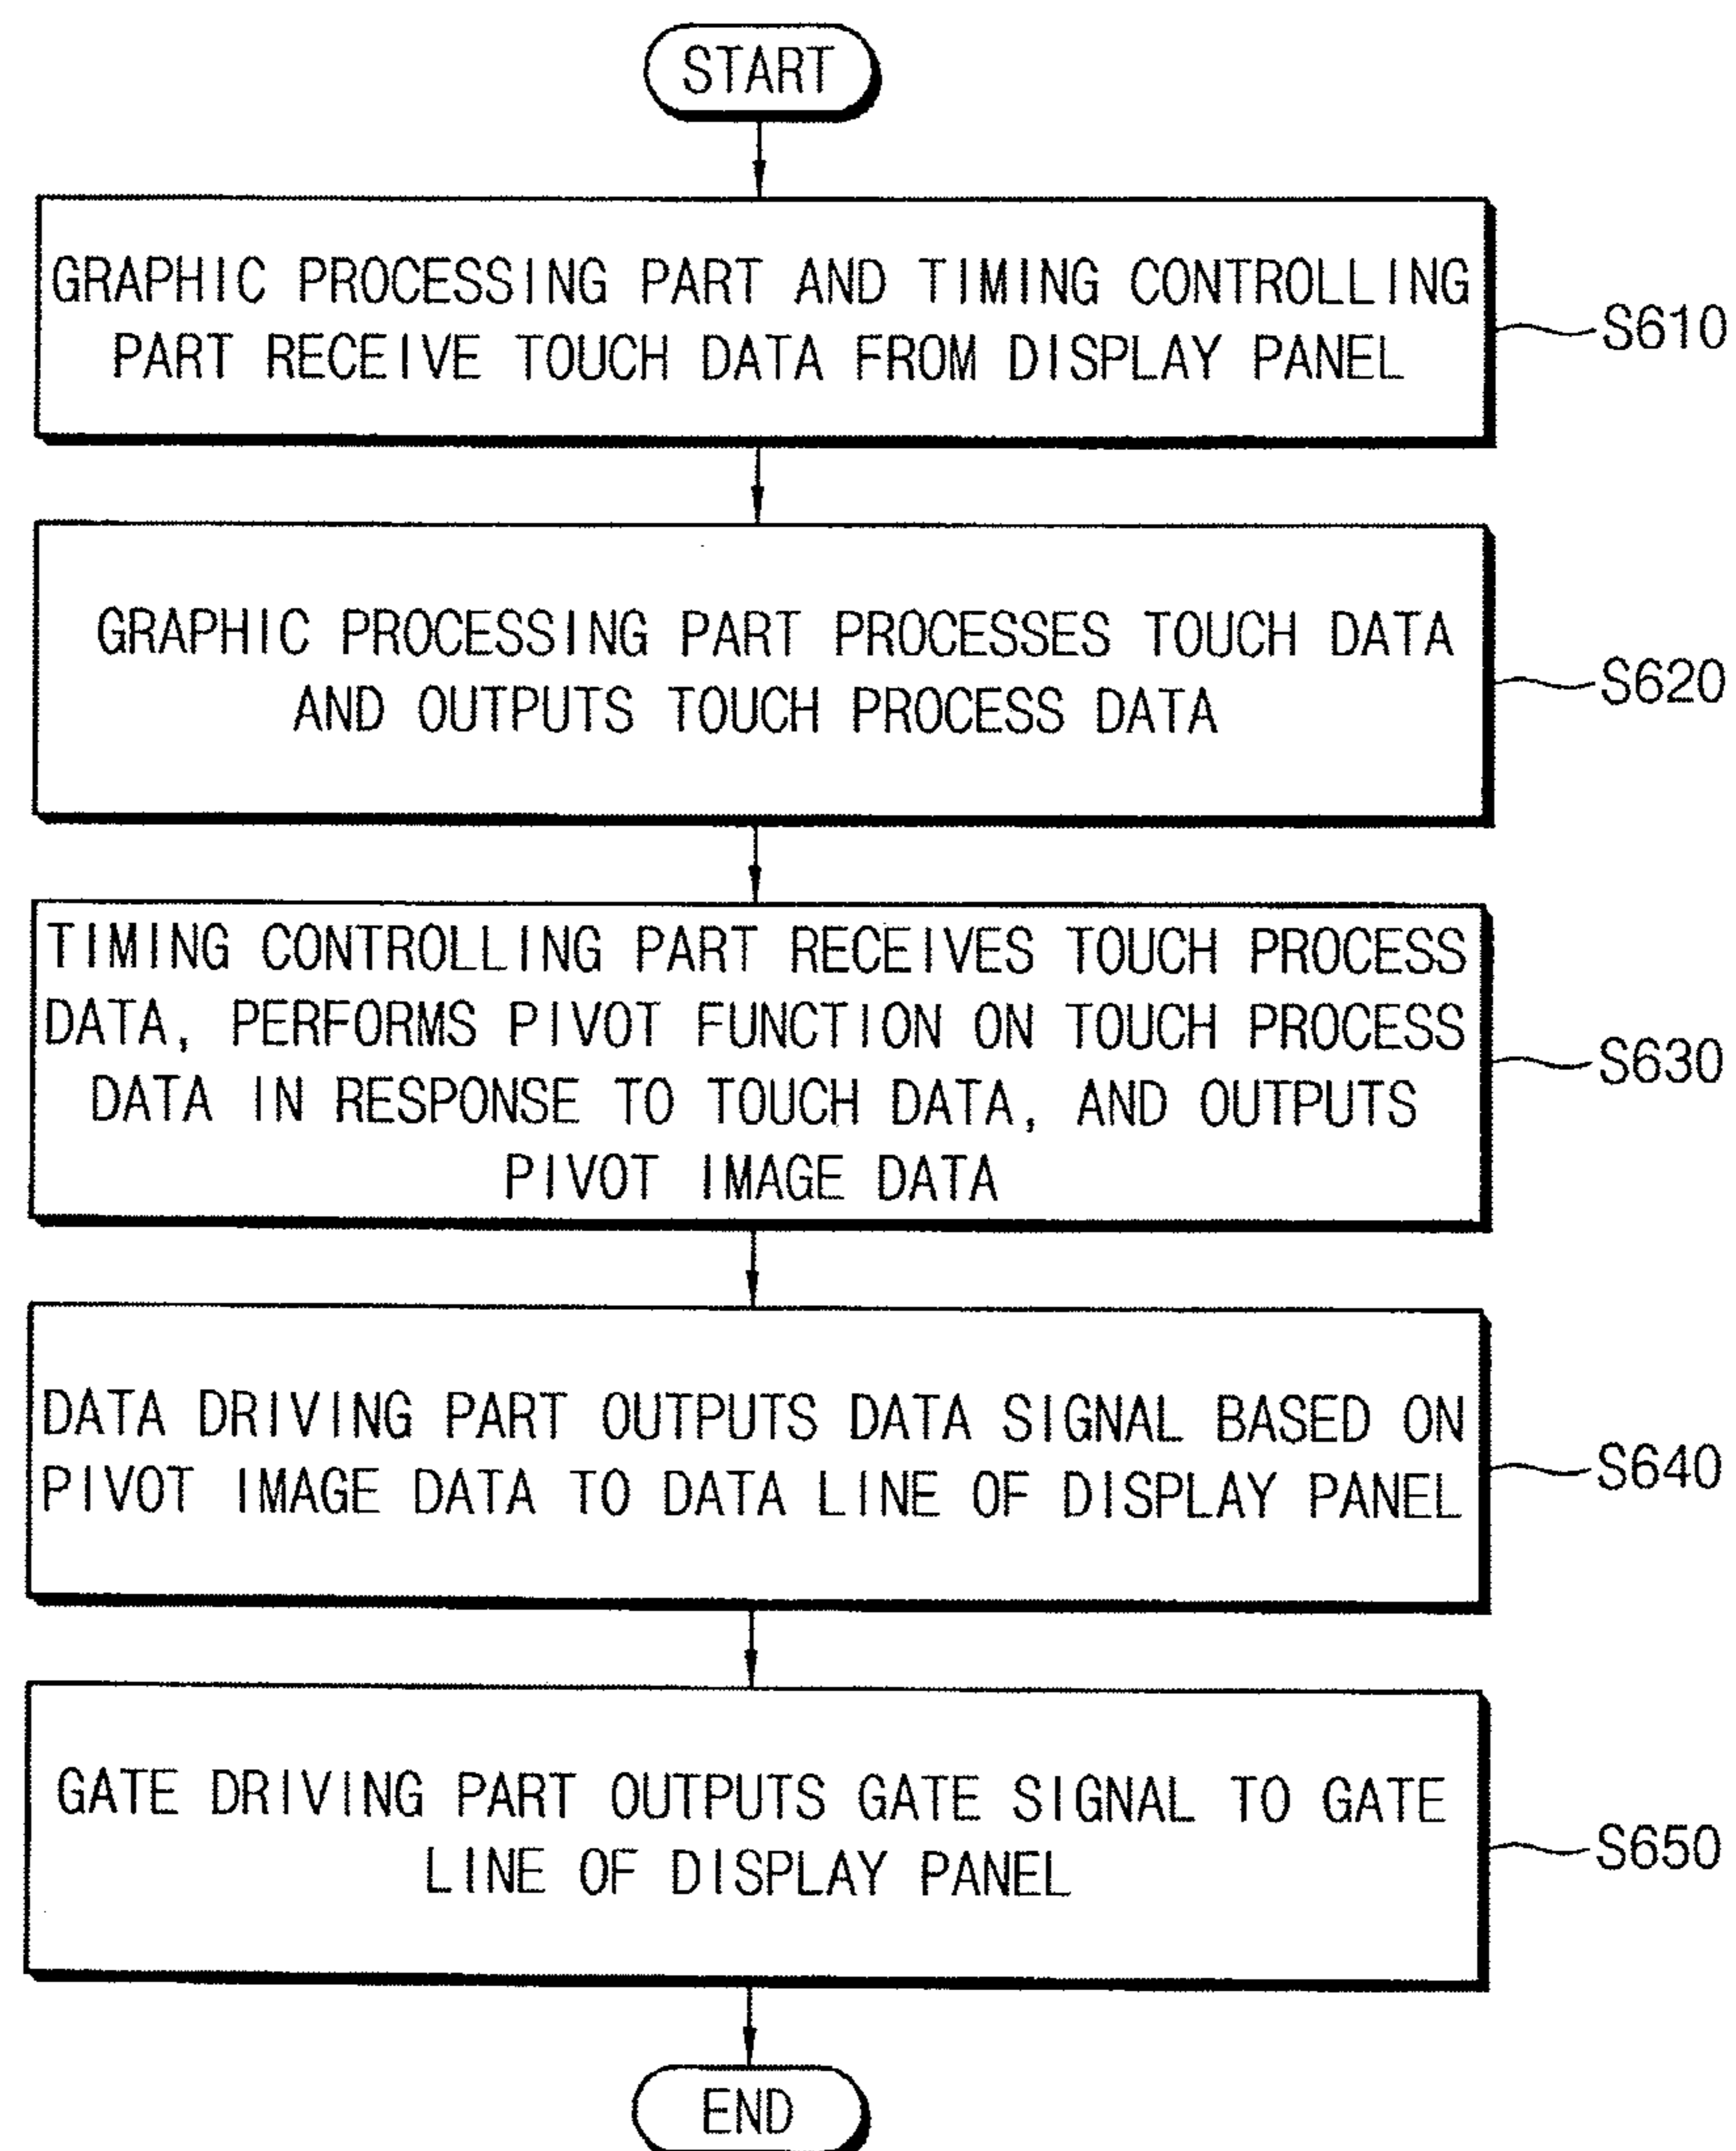 START
GRAPHIC PROCESSING PART AND TIMING CONTROLLING
PART RECEIVE TOUCH DATA FROM DISPLAY PANEL
S610
GRAPHIC PROCESSING PART PROCESSES TOUCH DATA
AND OUTPUTS TOUCH PROCESS DATA
S620
TIMING CONTROLLING PART RECEIVES TOUCH PROCESS
DATA, PERFORMS PIVOT FUNCTION ON TOUCH PROCESS
DATA IN RESPONSE TO TOUCH DATA, AND OUTPUTS
PIVOT IMAGE DATA
S630
DATA DRIVING PART OUTPUTS DATA SIGNAL BASED ON
PIVOT IMAGE DATA TO DATA LINE OF DISPLAY PANEL
S640
GATE DRIVING PART OUTPUTS GATE SIGNAL TO GATE
LINE OF DISPLAY PANEL
S650
END